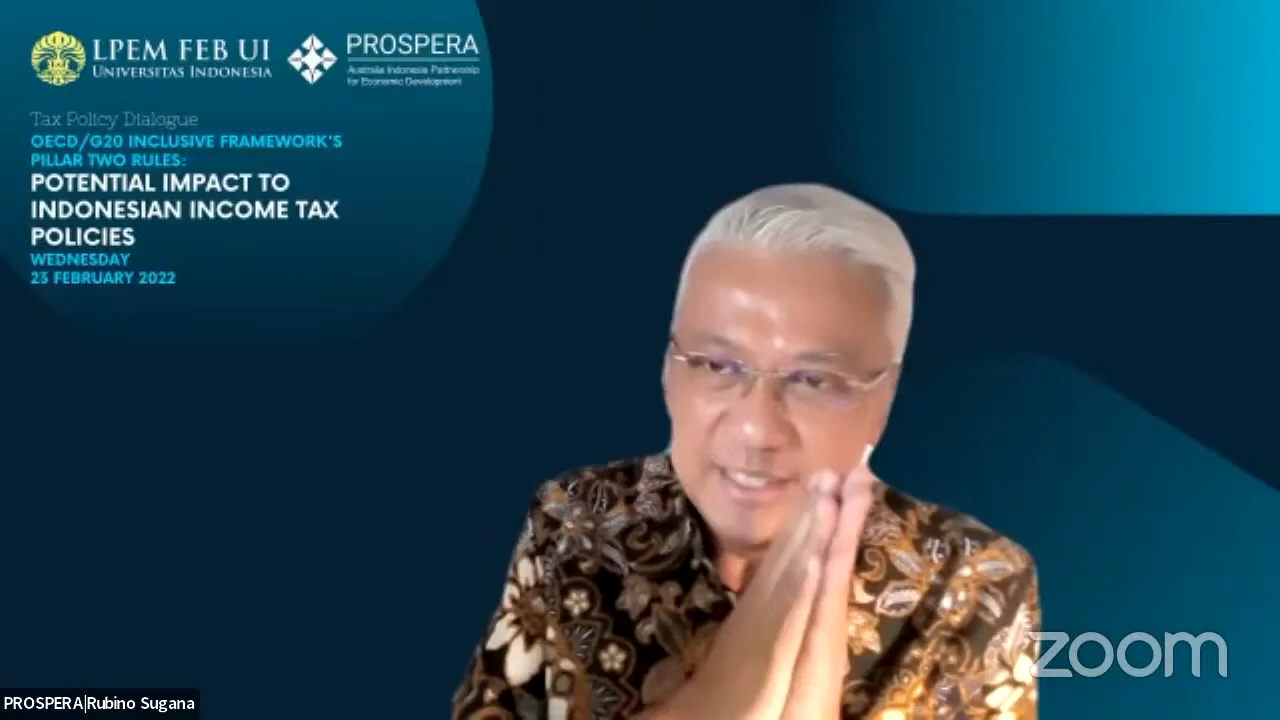 LPEM FEB UI
UNIVERSITAS INDONESIA
PROSPERA
Australia Indonesia Partnership
for Economic Development
Tax Policy Dialogue
OECD/G20 INCLUSIVE FRAMEWORK'S
PILLAR TWO RULES:
POTENTIAL IMPACT TO
INDONESIAN INCOME TAX
POLICIES
WEDNESDAY
23 FEBRUARY 2022
zoom
PROSPERA|Rubino Sugana